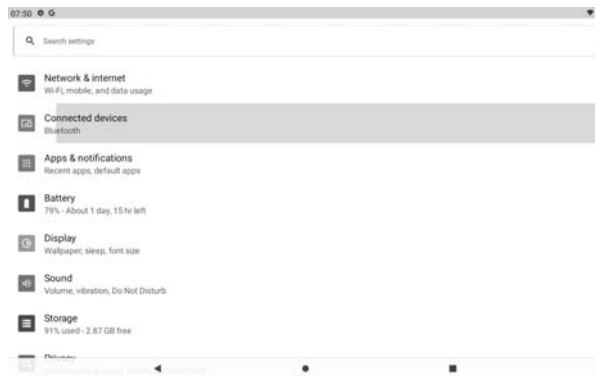 07:50 G
Search settings
Network & internet
Wi-Fi, mobile, and data usage
Connected devices
Bluetooth
Apps & notifications
Recent apps, default apps
Battery
79% - About 1 day, 15 hr left
Display
Wallpaper, sleep, font size
Sound
Volume, vibration, Do Not Disturb
Storage
91% used - 2.87 GB free
Privacy